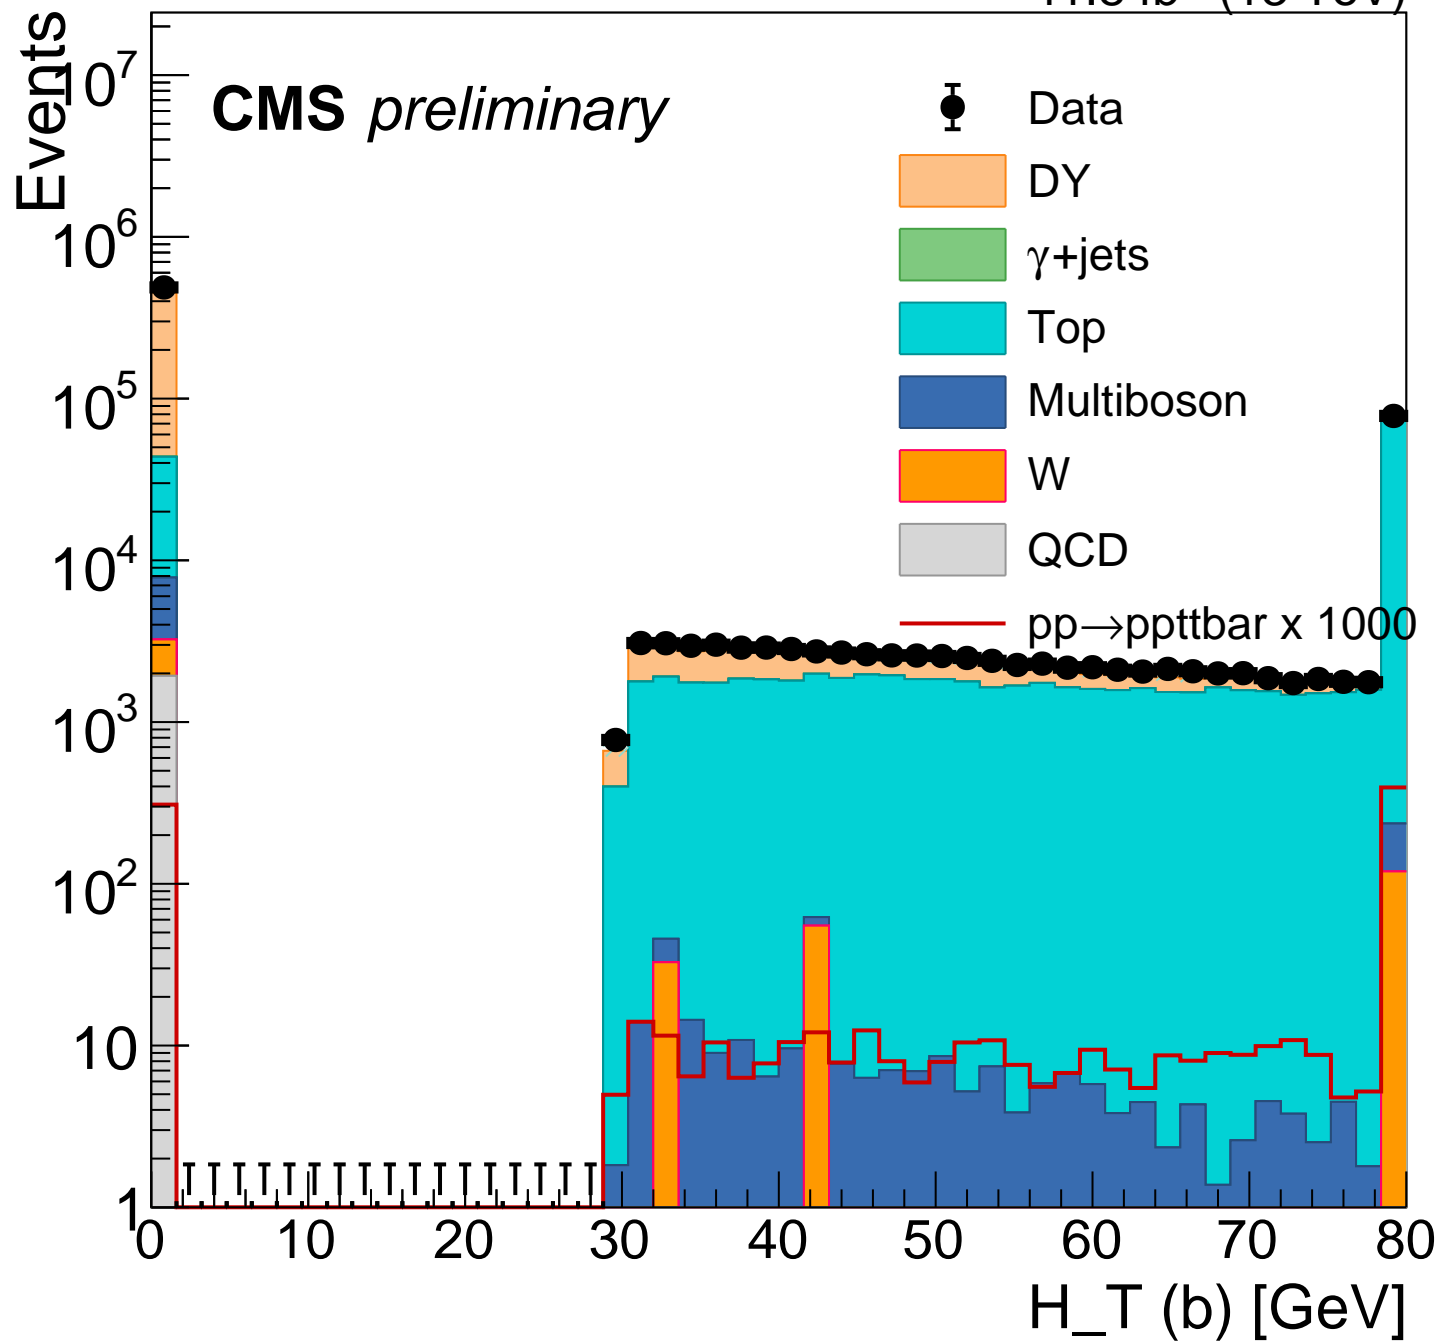 Events
10^7
10^6
10^5
10^4
10^3
10^2
10
1
CMS preliminary
Data
DY
γ+jets
Top
Multiboson
W
QCD
pp→ppttbar x 1000
0 10 20 30 40 50 60 70 80
H_T (b) [GeV]